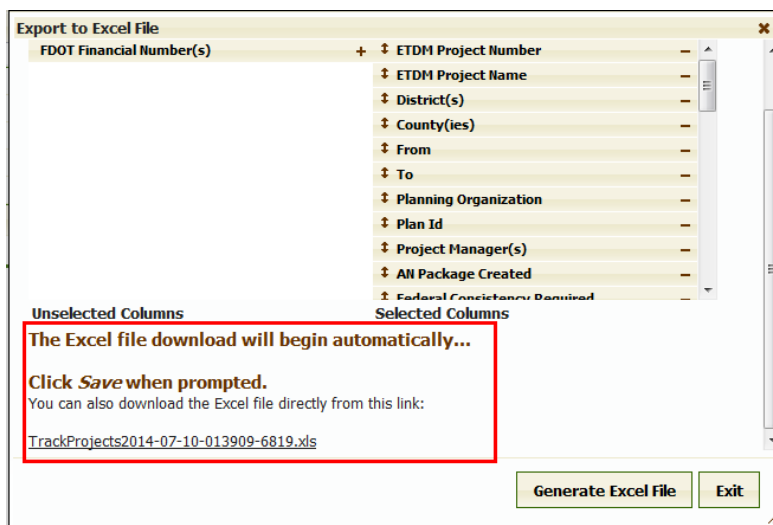 Export to Excel File
FDOT Financial Number(s)
ETDM Project Number
ETDM Project Name
District(s)
County(ies)
From
To
Planning Organization
Plan Id
Project Manager(s)
AN Package Created
Federal Consistency Required
Unselected Columns
Selected Columns
The Excel file download will begin automatically...
Click Save when prompted.
You can also download the Excel file directly from this link:
TrackProjects2014-07-10-013909-6819.xls
Generate Excel File
Exit